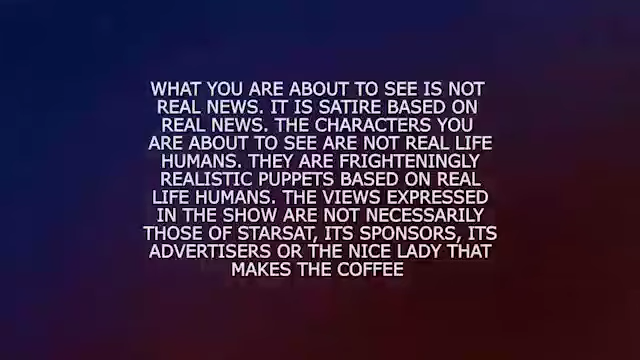 WHAT YOU ARE ABOUT TO SEE IS NOT
REAL NEWS. IT IS SATIRE BASED ON
REAL NEWS. THE CHARACTERS YOU
ARE ABOUT TO SEE ARE NOT REAL LIFE
HUMANS. THEY ARE FRIGHTENINGLY
REALISTIC PUPPETS BASED ON REAL
LIFE HUMANS. THE VIEWS EXPRESSED
IN THE SHOW ARE NOT NECESSARILY
THOSE OF STARSAT, ITS SPONSORS, ITS
ADVERTISERS OR THE NICE LADY THAT
MAKES THE COFFEE